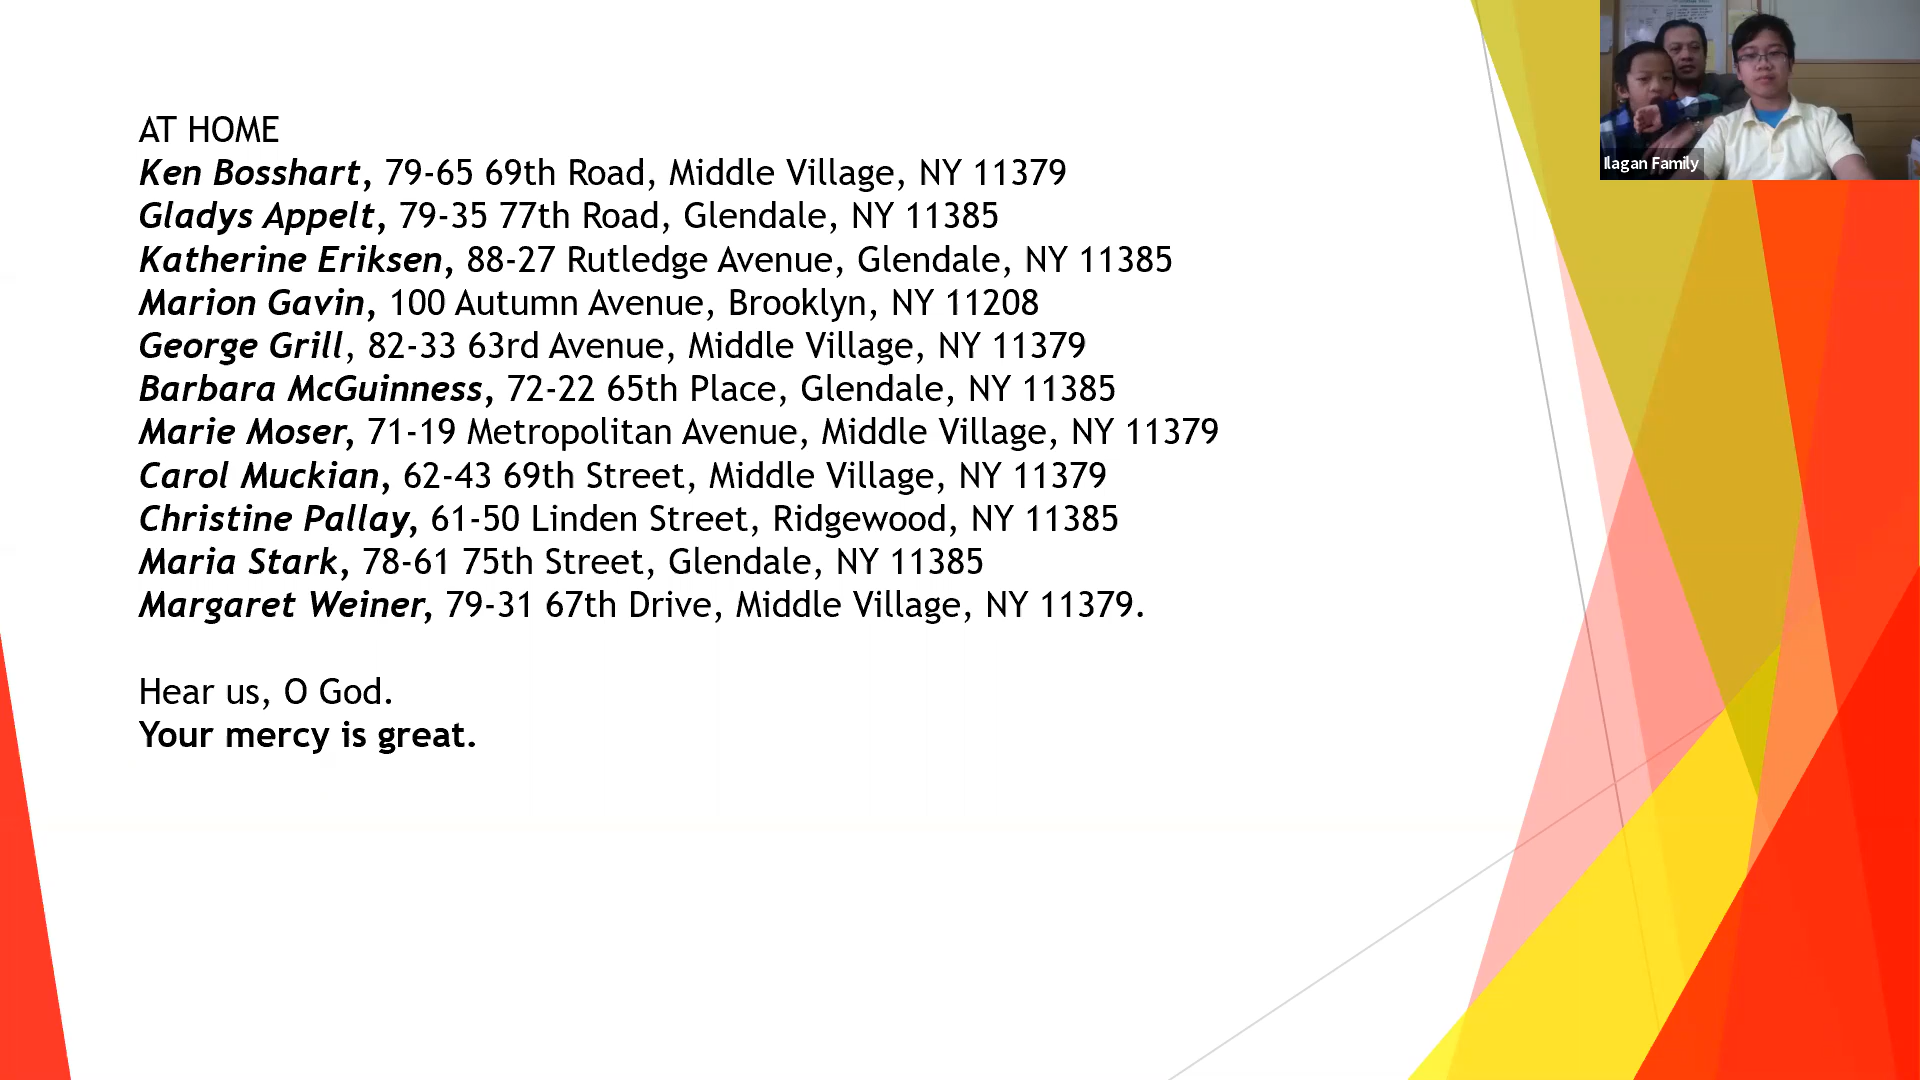 AT HOME
Ken Bosshart, 79-65 69th Road, Middle Village, NY 11379
Gladys Appelt, 79-35 77th Road, Glendale, NY 11385
Katherine Eriksen, 88-27 Rutledge Avenue, Glendale, NY 11385
Marion Gavin, 100 Autumn Avenue, Brooklyn, NY 11208
George Grill, 82-33 63rd Avenue, Middle Village, NY 11379
Barbara McGuinness, 72-22 65th Place, Glendale, NY 11385
Marie Moser, 71-19 Metropolitan Avenue, Middle Village, NY 11379
Carol Muckian, 62-43 69th Street, Middle Village, NY 11379
Christine Pallay, 61-50 Linden Street, Ridgewood, NY 11385
Maria Stark, 78-61 75th Street, Glendale, NY 11385
Margaret Weiner, 79-31 67th Drive, Middle Village, NY 11379.
Hear us, O God.
Your mercy is great.
Ilagan Family